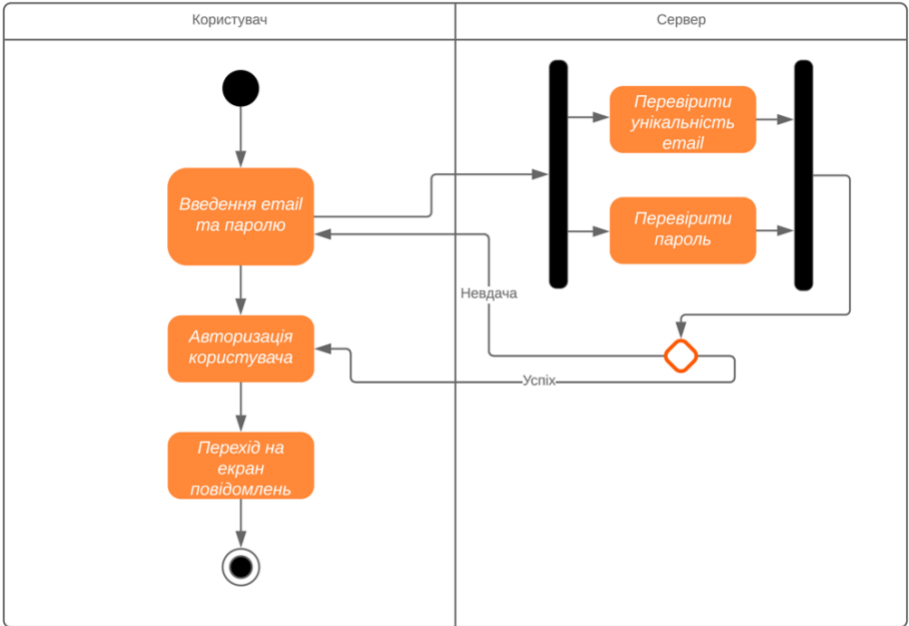 Користувач
Сервер
Перевірити
унікальність
email
Введення email
та паролю
Перевірити
пароль
Невдача
Авторизація
користувача
Успіх
Перехід на
екран
повідомлень